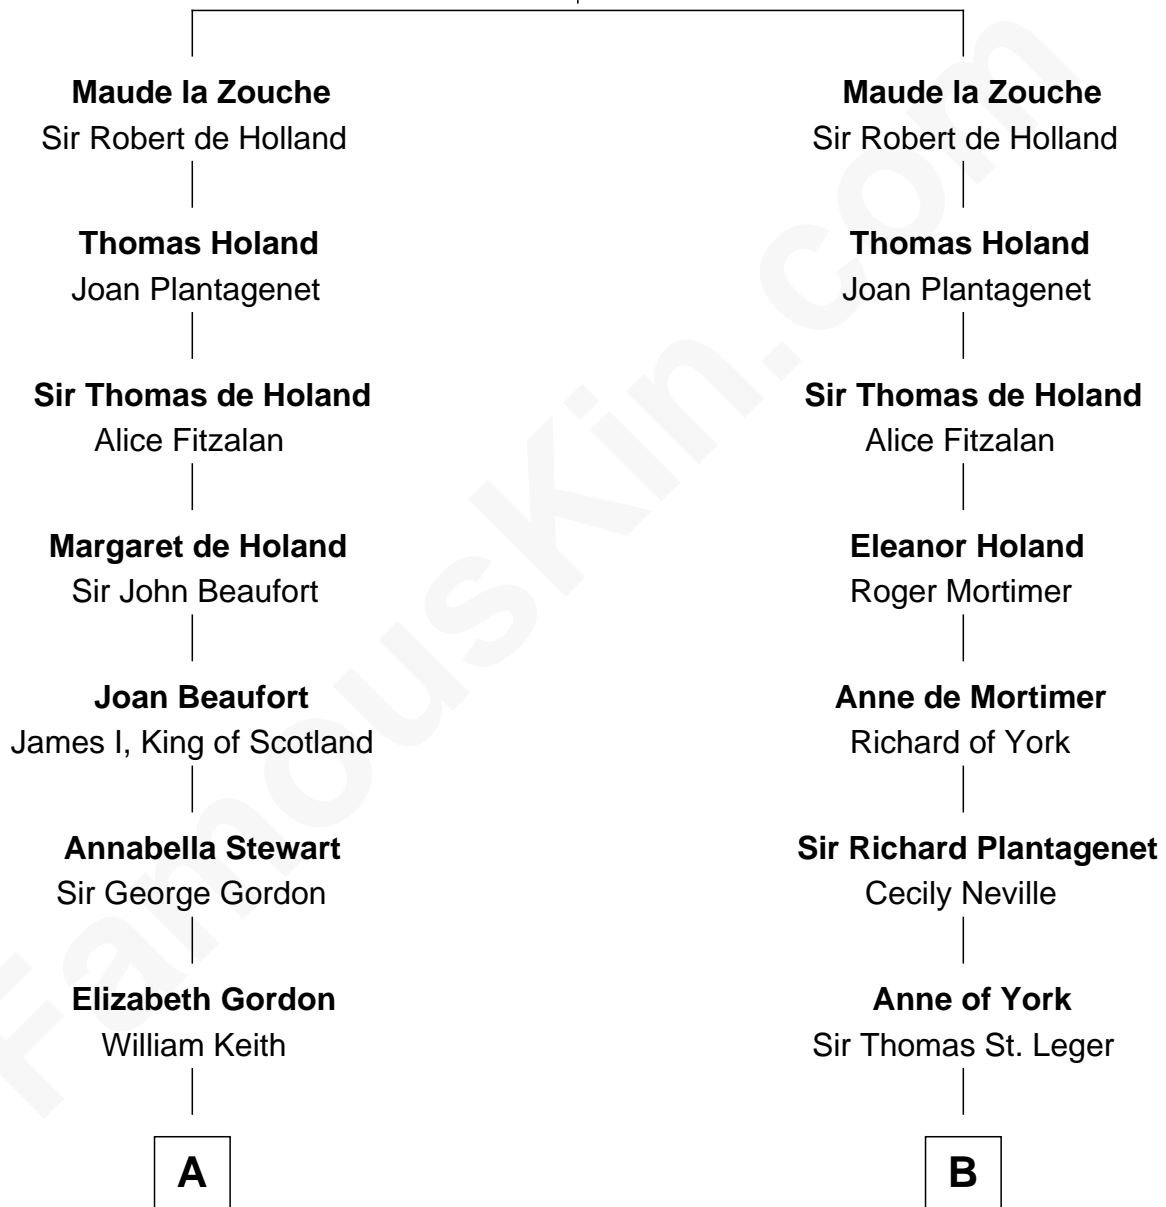 Maude la Zouche
Sir Robert de Holland
Thomas Holand
Joan Plantagenet
Sir Thomas de Holand
Alice Fitzalan
Margaret de Holand
Sir John Beaufort
Joan Beaufort
James I, King of Scotland
Annabella Stewart
Sir George Gordon
Elizabeth Gordon
William Keith
A
Maude la Zouche
Sir Robert de Holland
Thomas Holand
Joan Plantagenet
Sir Thomas de Holand
Alice Fitzalan
Eleanor Holand
Roger Mortimer
Anne de Mortimer
Richard of York
Sir Richard Plantagenet
Cecily Neville
Anne of York
Sir Thomas St. Leger
B
FamousKin.com